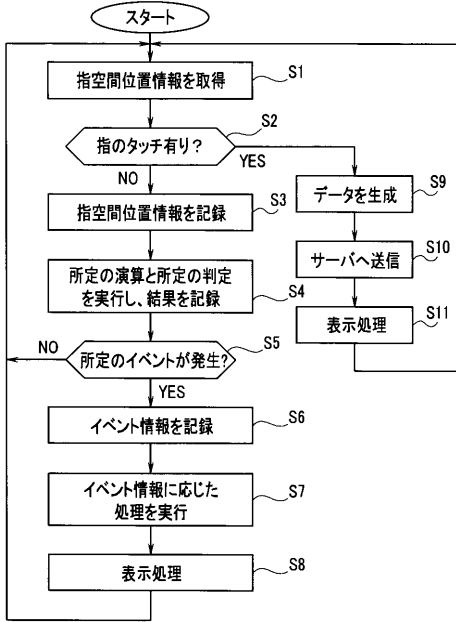 スタート
指空間位置情報を取得
S1
指のタッチ有り?
S2
YES
NO
指空間位置情報を記録
S3
データを生成
S9
所定の演算と所定の判定
を実行し、結果を記録
S4
サーバへ送信
S10
表示処理
S11
所定のイベントが発生?
S5
NO
YES
イベント情報を記録
S6
イベント情報に応じた
処理を実行
S7
表示処理
S8